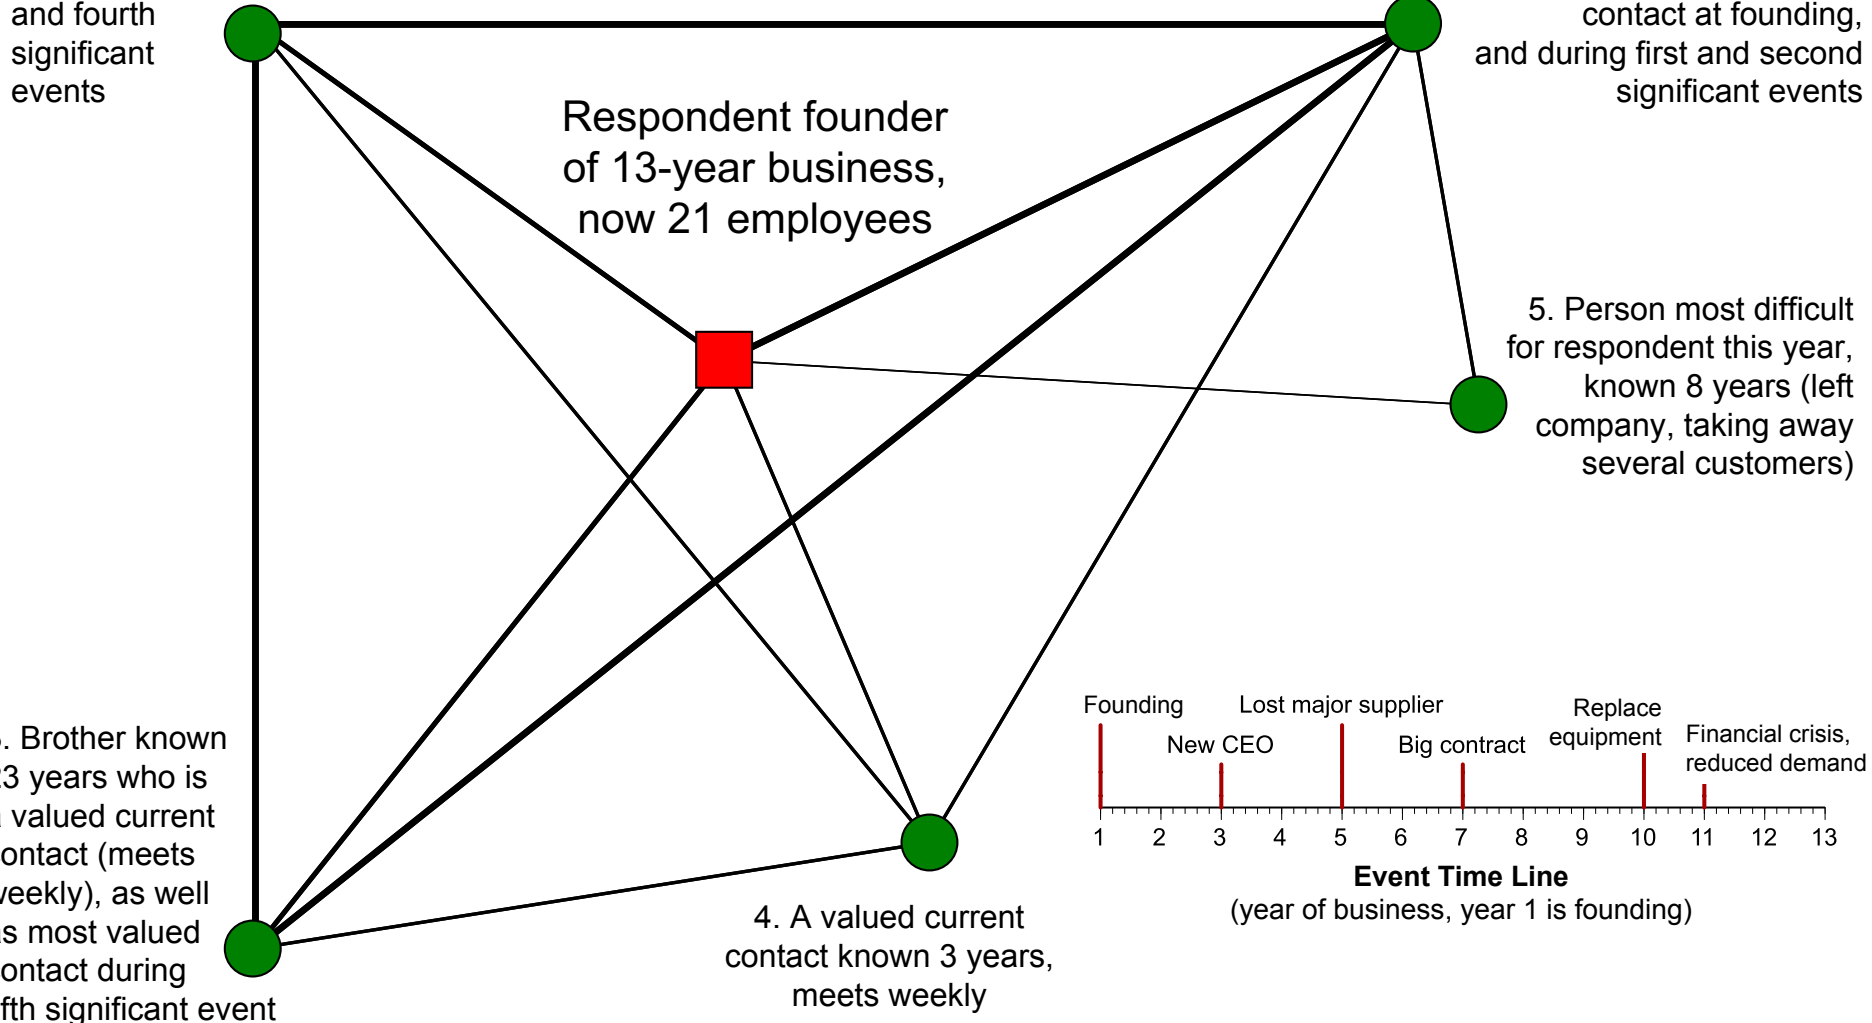 and fourth
significant
events
contact at founding,
and during first and second
significant events
Respondent founder
of 13-year business,
now 21 employees
5. Person most difficult
for respondent this year,
known 8 years (left
company, taking away
several customers)
. Brother known
3 years who is
valued current
ontact (meets
eekly), as well
s most valued
ontact during
fth significant event
4. A valued current
contact known 3 years,
meets weekly
Founding
New CEO
Lost major supplier
Big contract
Replace
equipment
Financial crisis,
reduced demand
1 2 3 4 5 6 7 8 9 10 11 12 13
Event Time Line
(year of business, year 1 is founding)